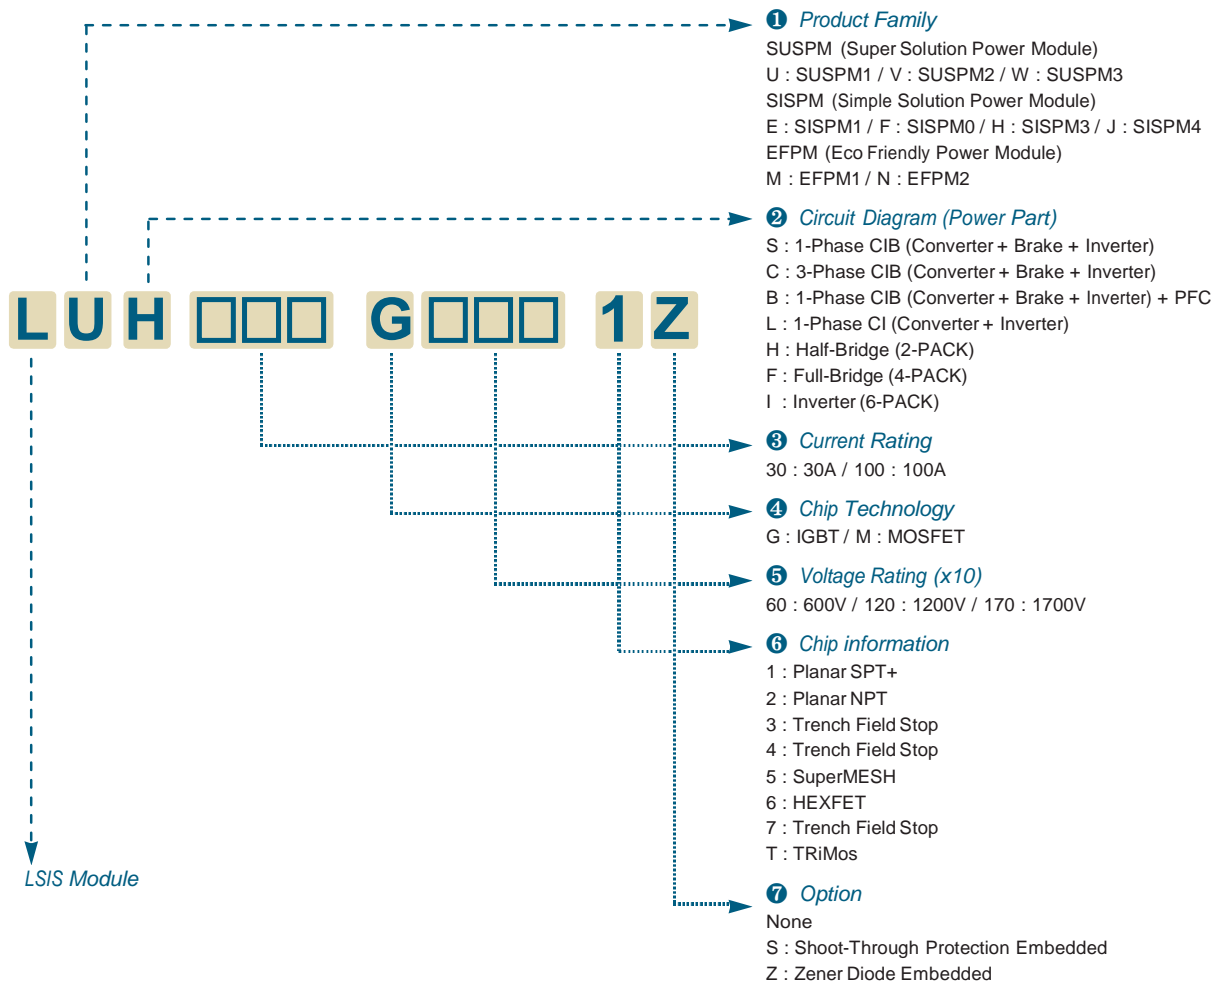 ❶ Product Family
SUSPM (Super Solution Power Module)
U : SUSPM1 / V : SUSPM2 / W : SUSPM3
SISPM (Simple Solution Power Module)
E : SISPM1 / F : SISPM0 / H : SISPM3 / J : SISPM4
EFPM (Eco Friendly Power Module)
M : EFPM1 / N : EFPM2
❷ Circuit Diagram (Power Part)
S : 1-Phase CIB (Converter + Brake + Inverter)
C : 3-Phase CIB (Converter + Brake + Inverter)
B : 1-Phase CIB (Converter + Brake + Inverter) + PFC
L : 1-Phase CI (Converter + Inverter)
H : Half-Bridge (2-PACK)
F : Full-Bridge (4-PACK)
I : Inverter (6-PACK)
L U H □□□ G □□□ 1 Z
❸ Current Rating
30 : 30A / 100 : 100A
❹ Chip Technology
G : IGBT / M : MOSFET
❺ Voltage Rating (x10)
60 : 600V / 120 : 1200V / 170 : 1700V
❻ Chip information
1 : Planar SPT+
2 : Planar NPT
3 : Trench Field Stop
4 : Trench Field Stop
5 : SuperMESH
6 : HEXFET
7 : Trench Field Stop
T : TRiMos
LSIS Module
❼ Option
None
S : Shoot-Through Protection Embedded
Z : Zener Diode Embedded